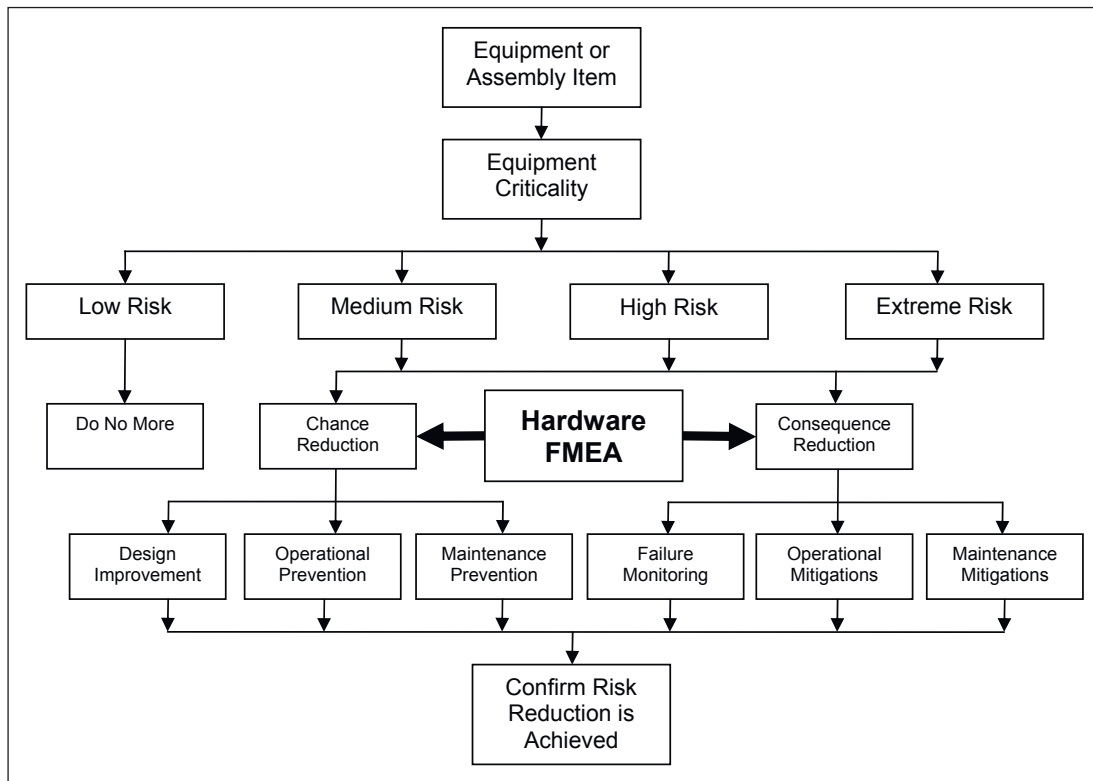 Equipment or
Assembly Item
Equipment
Criticality
Low Risk
Medium Risk
High Risk
Extreme Risk
Do No More
Chance
Reduction
Hardware
FMEA
Consequence
Reduction
Design
Improvement
Operational
Prevention
Maintenance
Prevention
Failure
Monitoring
Operational
Mitigations
Maintenance
Mitigations
Confirm Risk
Reduction is
Achieved